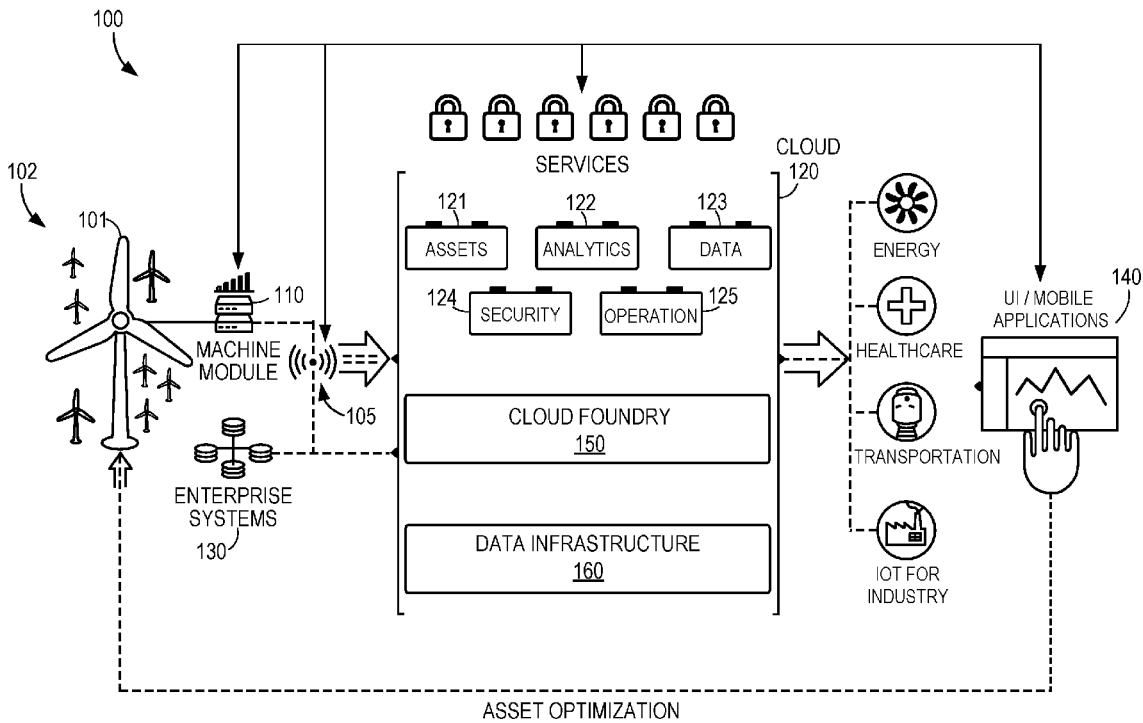 100
SERVICES
CLOUD
120
102
101
121
122
123
ASSETS
ANALYTICS
DATA
ENERGY
124
125
SECURITY
OPERATION
110
MACHINE
MODULE
105
UI / MOBILE
APPLICATIONS
140
HEALTHCARE
CLOUD FOUNDRY
150
TRANSPORTATION
ENTERPRISE
SYSTEMS
130
DATA INFRASTRUCTURE
160
IOT FOR
INDUSTRY
ASSET OPTIMIZATION